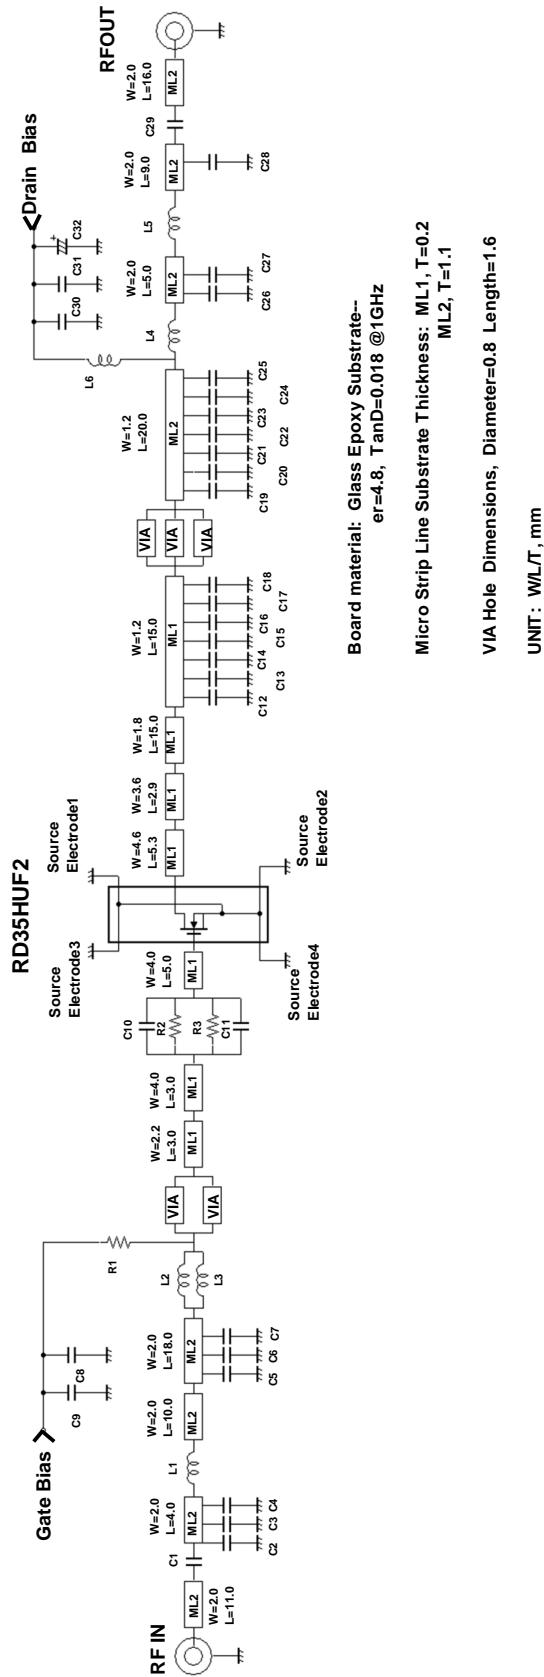 RD35HUF2
RF IN
ML2
W=2.0
L=11.0
C1
W=2.0
L=4.0
ML2
C2
C3
C4
L1
W=2.0
L=10.0
ML2
W=2.0
L=18.0
ML2
C5
C6
C7
L2
L3
Gate Bias
C9
C8
R1
VIA
VIA
W=2.2
L=3.0
ML1
W=4.0
L=3.0
ML1
C10
R2
R3
C11
W=4.0
L=5.0
ML1
Source
Electrode3
Source
Electrode4
Source
Electrode1
Source
Electrode2
W=4.6
L=5.3
ML1
W=3.6
L=2.9
ML1
W=1.8
L=15.0
ML1
W=1.2
L=15.0
ML1
C12
C13
C14
C15
C16
C17
C18
VIA
VIA
VIA
W=1.2
L=20.0
ML2
C19
C20
C21
C22
C23
C24
C25
L6
C30
C31
+
C32
Drain Bias
L4
W=2.0
L=5.0
ML2
C26
C27
L5
W=2.0
L=9.0
ML2
C28
C29
W=2.0
L=16.0
ML2
RFOUT
Board material: Glass Epoxy Substrate--
er=4.8, TanD=0.018 @1GHz
Micro Strip Line Substrate Thickness: ML1, T=0.2
ML2, T=1.1
VIA Hole Dimensions, Diameter=0.8 Length=1.6
UNIT: W/L/T, mm